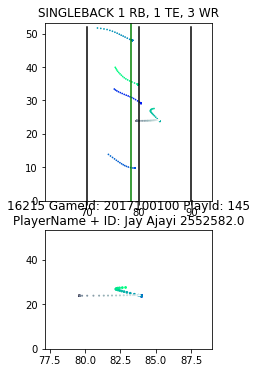 SINGLEBACK 1 RB, 1 TE, 3 WR
50
40
30
20
10
0
70 80 90
16215 GameId: 2017100100 PlayId: 145
PlayerName + ID: Jay Ajayi 2552582.0
40
20
0
77.5 80.0 82.5 85.0 87.5